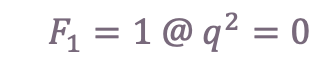 F₁ = 1 @ q² = 0